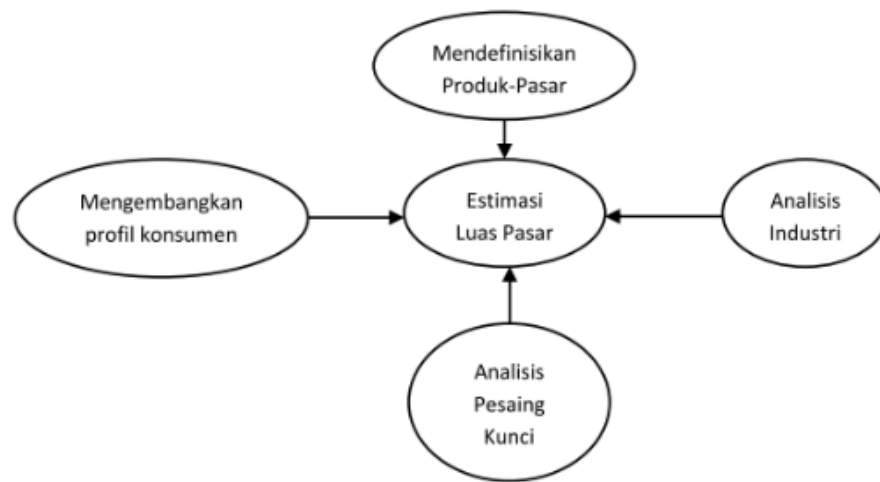 Mendefinisikan
Produk-Pasar
Mengembangkan
profil konsumen
Estimasi
Luas Pasar
Analisis
Industri
Analisis
Pesaing
Kunci